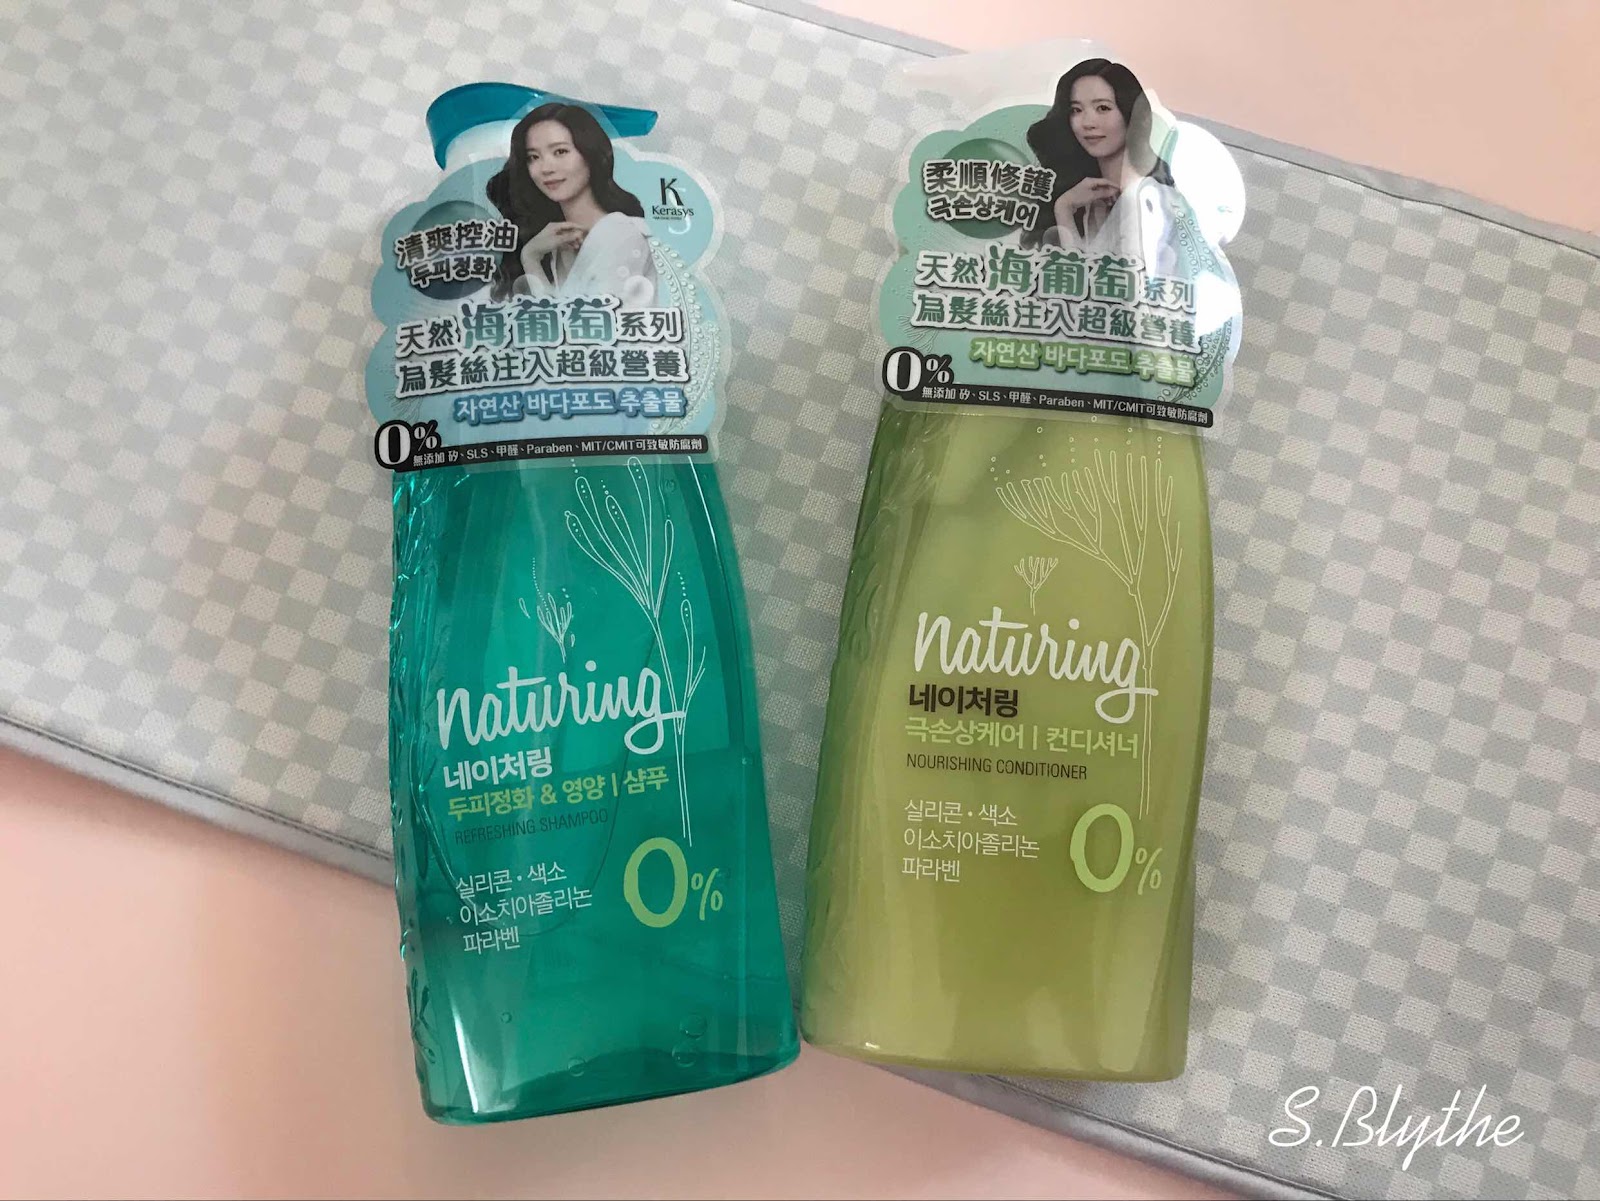 K
Kerasys
清爽控油
두피정화
天然海葡萄系列
為髮絲注入超級營養
자연산 바다포도 추출물
0%
無添加 矽、SLS、甲醛、Paraben、MIT/CMIT可致敏防腐劑
naturing
네이처링
두피정화 & 영양 | 샴푸
REFRESHING SHAMPOO
실리콘・색소
이소치아졸리논
파라벤
0%
柔順修護
극손상케어
天然海葡萄系列
為髮絲注入超級營養
자연산 바다포도 추출물
0%
無添加 矽、SLS、甲醛、Paraben、MIT/CMIT可致敏防腐劑
naturing
네이처링
극손상케어 | 컨디셔너
NOURISHING CONDITIONER
실리콘・색소
이소치아졸리논
파라벤
0%
S.Blythe